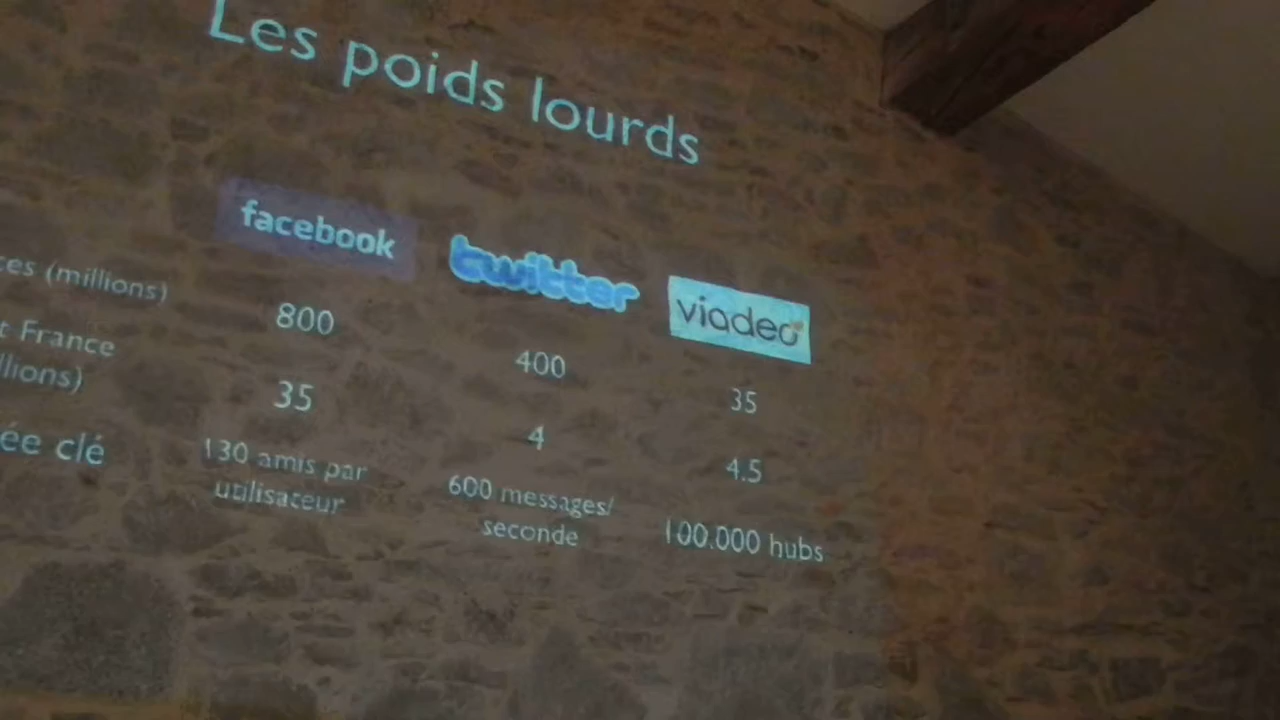 Les poids lourds
facebook
twitter
viadeo
ces (millions)
800
400
35
t France
llions)
35
4
4.5
ée clé
130 amis par
utilisateur
600 messages/
seconde
100.000 hubs